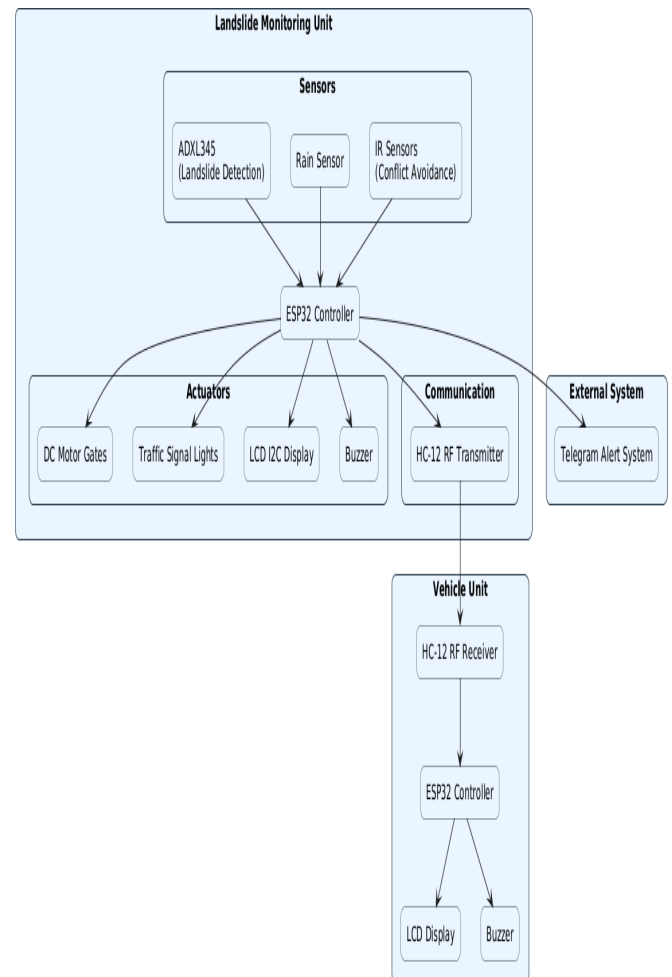 Landslide Monitoring Unit
Sensors
ADXL345
(Landslide Detection)
Rain Sensor
IR Sensors
(Conflict Avoidance)
ESP32 Controller
Actuators
Communication
External System
DC Motor Gates
Traffic Signal Lights
LCD I2C Display
Buzzer
HC-12 RF Transmitter
Telegram Alert System
Vehicle Unit
HC-12 RF Receiver
ESP32 Controller
LCD Display
Buzzer